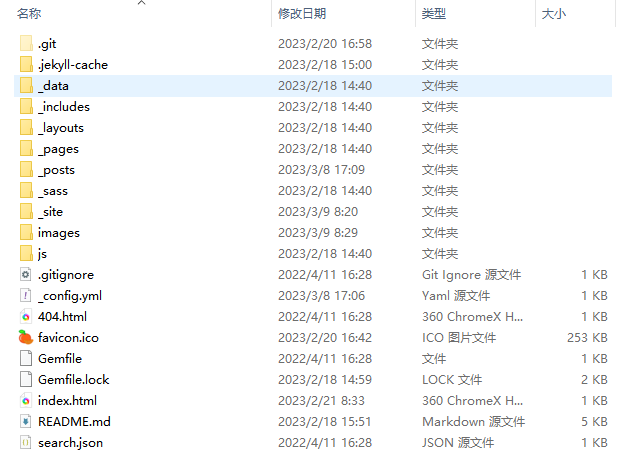 名称 修改日期 类型 大小
.git 2023/2/20 16:58 文件夹
.jekyll-cache 2023/2/18 15:00 文件夹
_data 2023/2/18 14:40 文件夹
_includes 2023/2/18 14:40 文件夹
_layouts 2023/2/18 14:40 文件夹
_pages 2023/2/18 14:40 文件夹
_posts 2023/3/8 17:09 文件夹
_sass 2023/2/18 14:40 文件夹
_site 2023/3/9 8:20 文件夹
images 2023/3/9 8:29 文件夹
js 2023/2/18 14:40 文件夹
.gitignore 2022/4/11 16:28 Git Ignore 源文件 1 KB
_config.yml 2023/3/8 17:06 Yaml 源文件 1 KB
404.html 2022/4/11 16:28 360 ChromeX H... 1 KB
favicon.ico 2023/2/20 16:42 ICO 图片文件 253 KB
Gemfile 2022/4/11 16:28 文件 1 KB
Gemfile.lock 2023/2/18 14:59 LOCK 文件 2 KB
index.html 2023/2/21 8:33 360 ChromeX H... 1 KB
README.md 2023/2/18 15:51 Markdown 源文件 5 KB
search.json 2022/4/11 16:28 JSON 源文件 1 KB